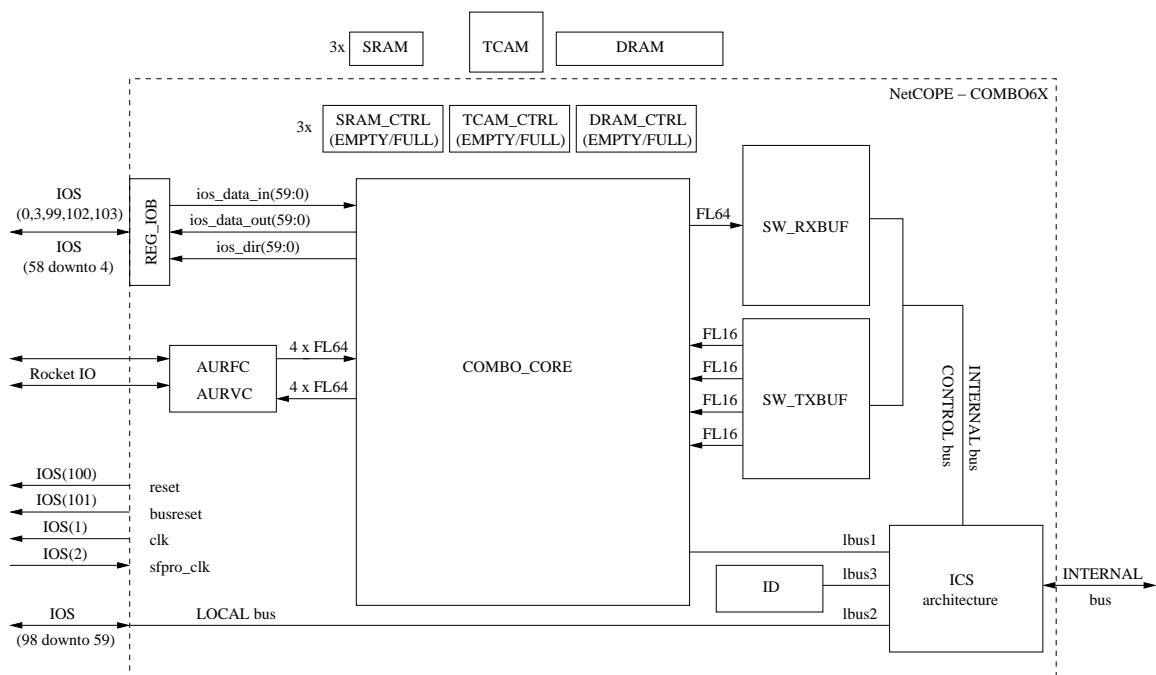 3x
SRAM
TCAM
DRAM
NetCOPE – COMBO6X
3x
SRAM_CTRL
(EMPTY/FULL)
TCAM_CTRL
(EMPTY/FULL)
DRAM_CTRL
(EMPTY/FULL)
IOS
(0,3,99,102,103)
IOS
(58 downto 4)
REG_IOB
ios_data_in(59:0)
ios_data_out(59:0)
ios_dir(59:0)
FL64
SW_RXBUF
Rocket IO
AURFC
AURVC
4 x FL64
4 x FL64
COMBO_CORE
FL16
FL16
FL16
FL16
SW_TXBUF
INTERNAL bus
CONTROL bus
IOS(100)
reset
IOS(101)
busreset
IOS(1)
clk
IOS(2)
sfpro_clk
lbus1
ID
lbus3
ICS
architecture
INTERNAL
bus
IOS
(98 downto 59)
LOCAL bus
lbus2